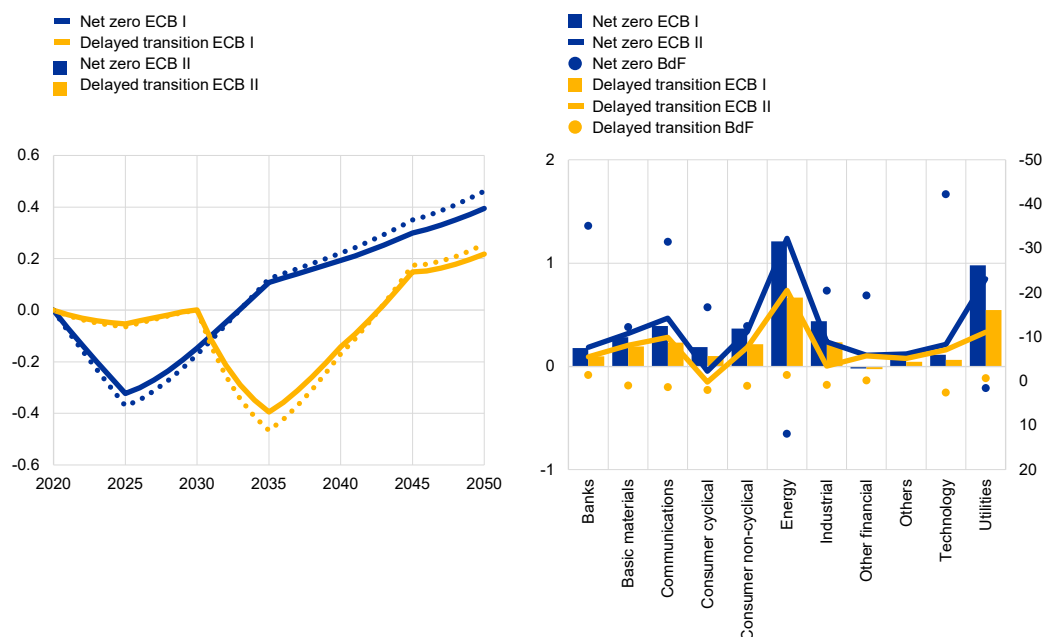 Net zero ECB I
Delayed transition ECB I
Net zero ECB II
Delayed transition ECB II
0.6
0.4
0.2
0.0
-0.2
-0.4
-0.6
2020 2025 2030 2035 2040 2045 2050
Net zero ECB I
Net zero ECB II
Net zero BdF
Delayed transition ECB I
Delayed transition ECB II
Delayed transition BdF
2
1
0
-1
-50
-40
-30
-20
-10
0
10
20
Banks
Basic materials
Communications
Consumer cyclical
Consumer non-cyclical
Energy
Industrial
Other financial
Others
Technology
Utilities